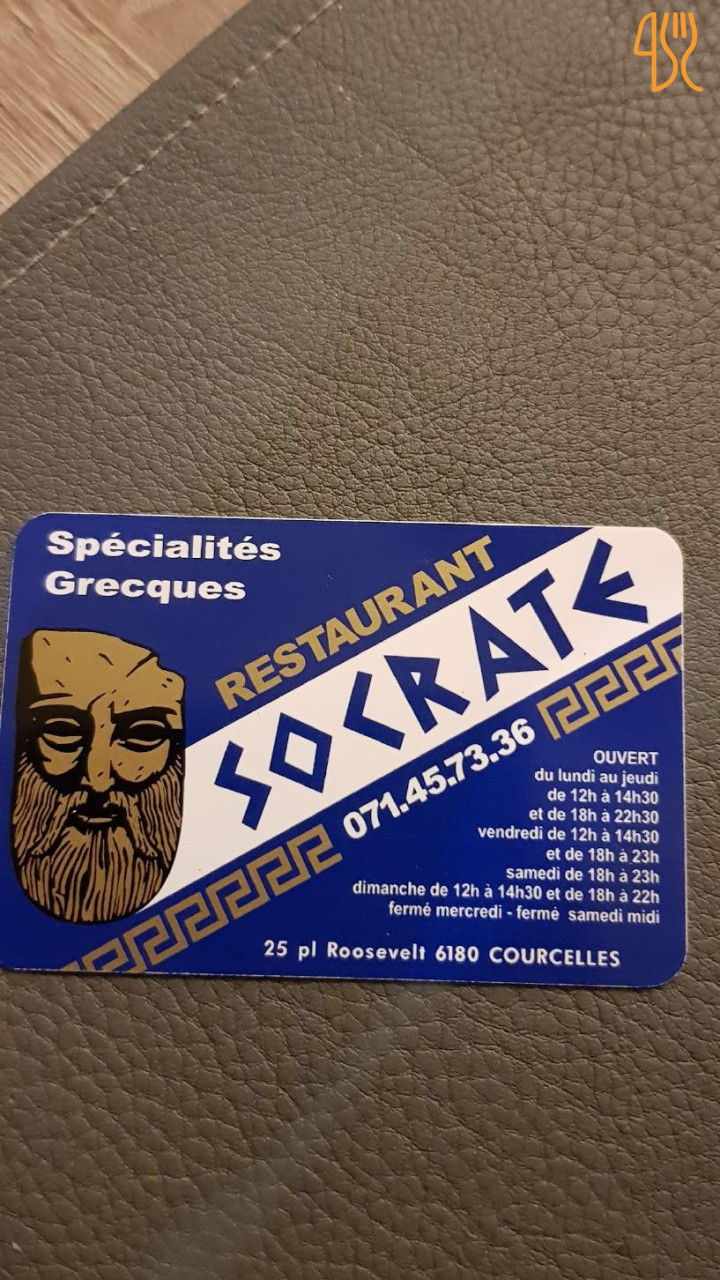 Spécialités
Grecques
RESTAURANT
SOCRATE
071.45.73.36
OUVERT
du lundi au jeudi
de 12h à 14h30
et de 18h à 22h30
vendredi de 12h à 14h30
et de 18h à 23h
samedi de 18h à 23h
dimanche de 12h à 14h30 et de 18h à 22h
fermé mercredi - fermé samedi midi
25 pl Roosevelt 6180 COURCELLES